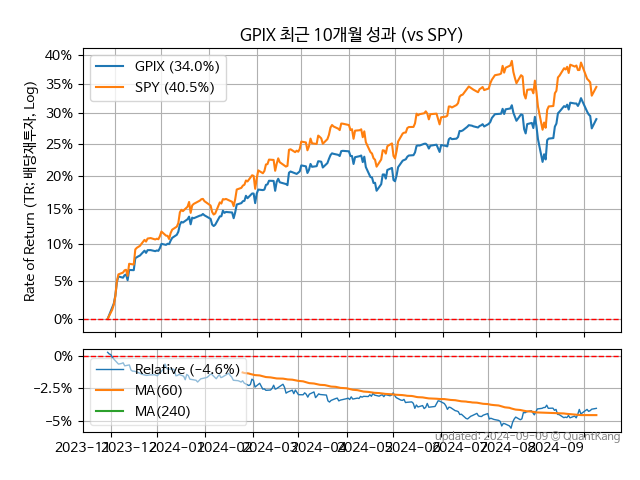 GPIX 최근 10개월 성과 (vs SPY)
40%
35%
30%
25%
20%
15%
10%
5%
0%
Rate of Return (TR: 배당재투자, Log)
GPIX (34.0%)
SPY (40.5%)
0%
−2.5%
−5%
Relative (−4.6%)
MA(60)
MA(240)
2023−11
2023−12
2024−01
2024−02
2024−03
2024−04
2024−05
2024−06
2024−07
2024−08
2024−09
updated: 2024−09−09 © QuantKang